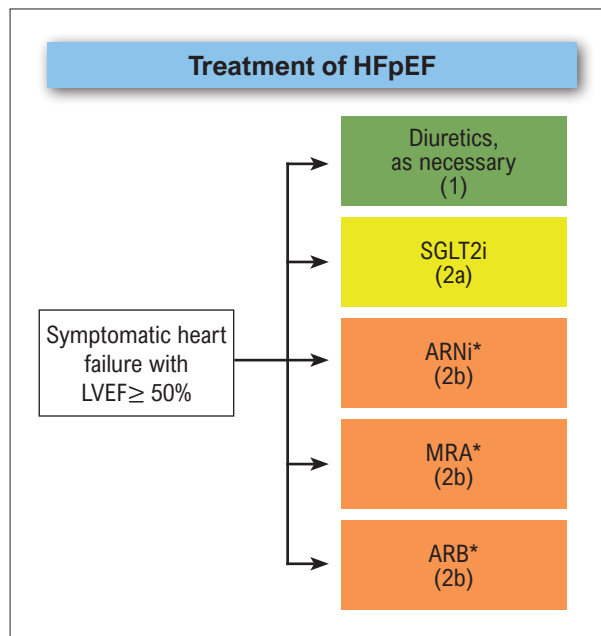 Treatment of HFpEF
Diuretics,
as necessary
(1)
SGLT2i
(2a)
Symptomatic heart
failure with
LVEF≥ 50%
ARNi*
(2b)
MRA*
(2b)
ARB*
(2b)